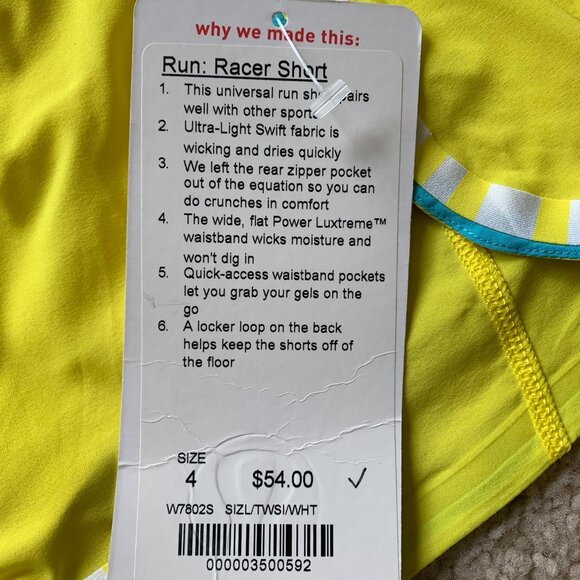 why we made this:
Run: Racer Short
1. This universal run short pairs
well with other sports
2. Ultra-Light Swift fabric is
wicking and dries quickly
3. We left the rear zipper pocket
out of the equation so you can
do crunches in comfort
4. The wide, flat Power Luxtreme™
waistband wicks moisture and
won't dig in
5. Quick-access waistband pockets
let you grab your gels on the
go
6. A locker loop on the back
helps keep the shorts off of
the floor
SIZE
4 $54.00 ✓
W7802S SIZL/TWSI/WHT
000003500592